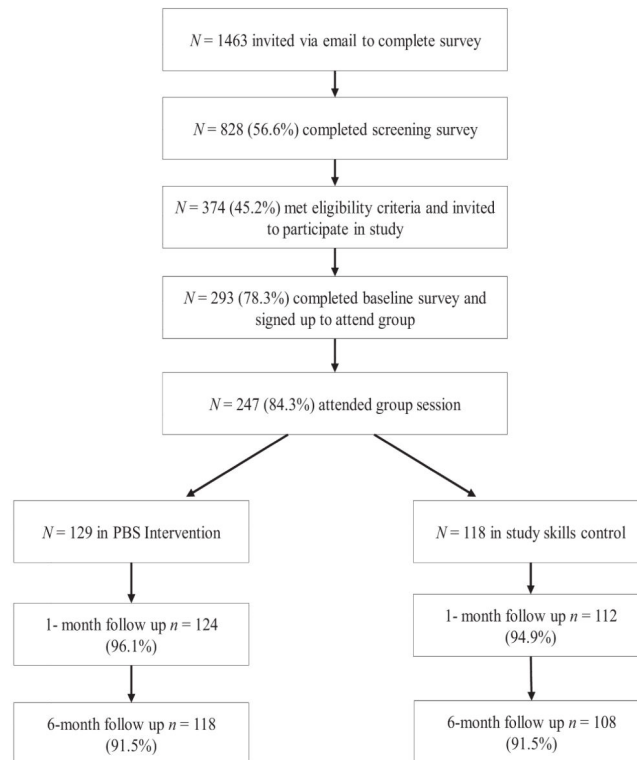 N = 1463 invited via email to complete survey
N = 828 (56.6%) completed screening survey
N = 374 (45.2%) met eligibility criteria and invited
to participate in study
N = 293 (78.3%) completed baseline survey and
signed up to attend group
N = 247 (84.3%) attended group session
N = 129 in PBS Intervention
N = 118 in study skills control
1- month follow up n = 124
(96.1%)
1- month follow up n = 112
(94.9%)
6-month follow up n = 118
(91.5%)
6-month follow up n = 108
(91.5%)